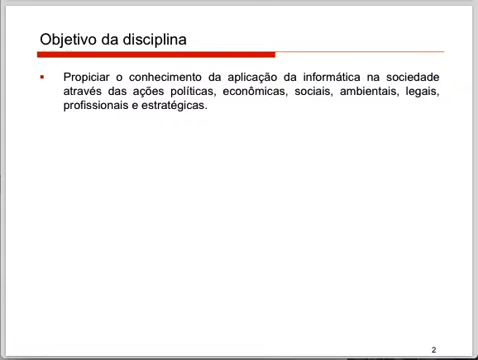 Objetivo da disciplina
Propiciar o conhecimento da aplicação da informática na sociedade
através das ações políticas, econômicas, sociais, ambientais, legais,
profissionais e estratégicas.
2